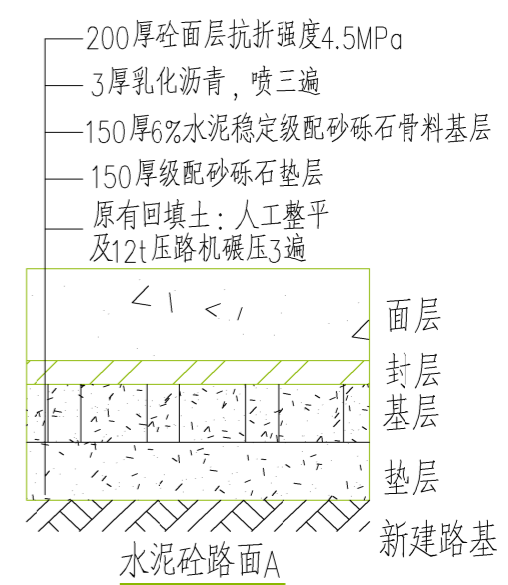 200厚砼面层抗折强度4.5MPa
3厚乳化沥青，喷三遍
150厚6%水泥稳定级配砂砾石骨料基层
150厚级配砂砾石垫层
原有回填土：人工整平
及12t压路机碾压3遍
面层
封层
基层
垫层
新建路基
水泥砼路面A